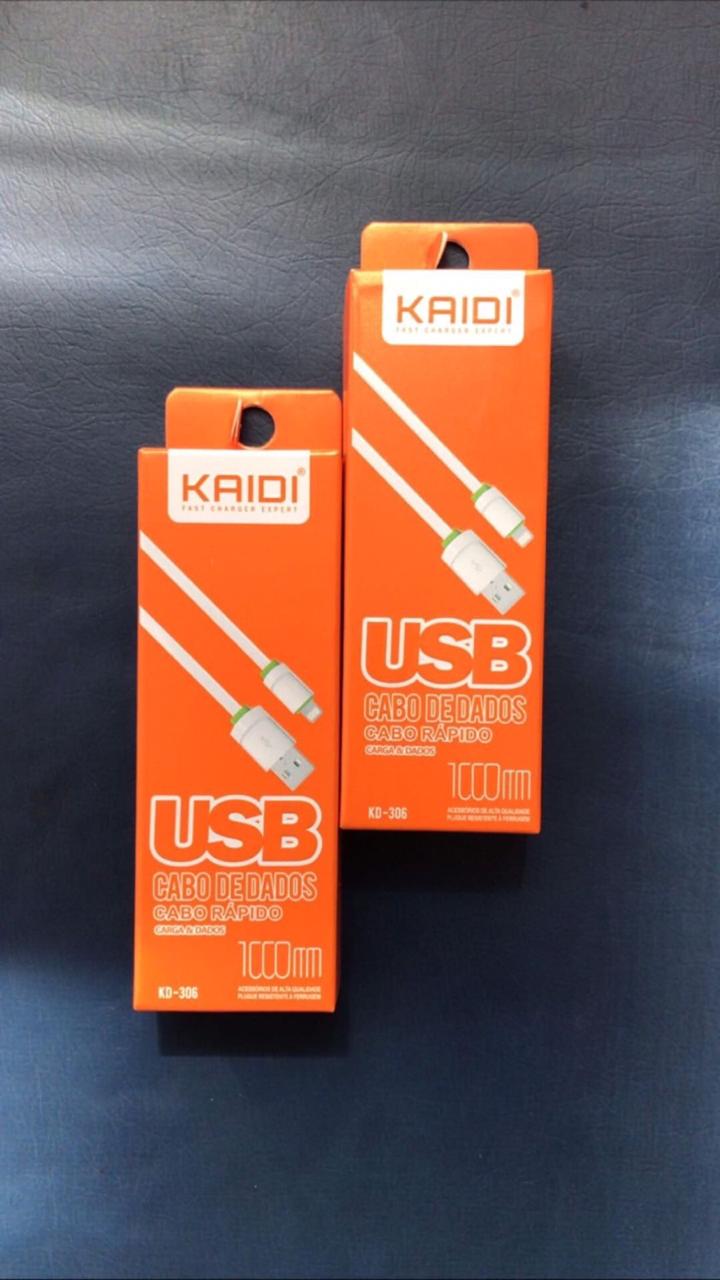 KAIDI®
FAST CHARGER EXPERT
USB
CABO DE DADOS
CABO RÁPIDO
CARGA & DADOS
1000mm
KD-306
ACESSÓRIOS DE ALTA QUALIDADE
PLUGUE RESISTENTE À FERRUGEM
KAIDI®
FAST CHARGER EXPERT
USB
CABO DE DADOS
CABO RÁPIDO
CARGA & DADOS
1000mm
KD-306
ACESSÓRIOS DE ALTA QUALIDADE
PLUGUE RESISTENTE À FERRUGEM